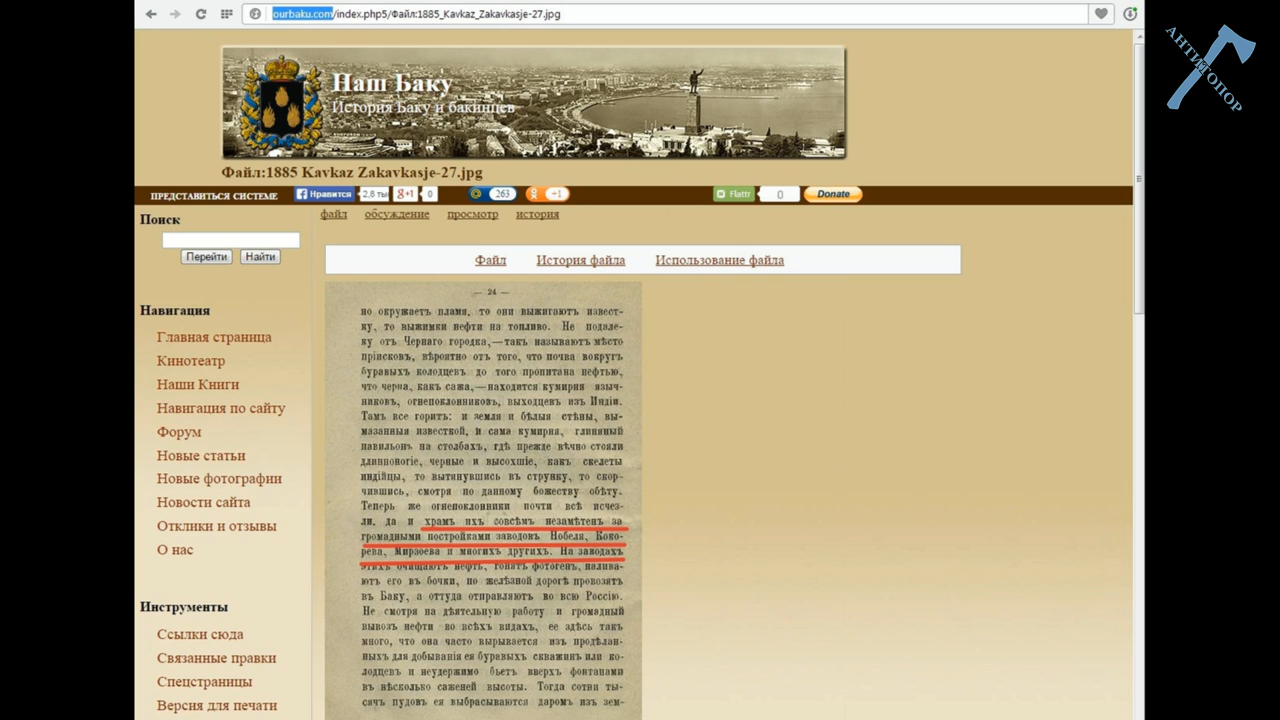 ourbaku.com/index.php5/Файл:1885_Kavkaz_Zakavkasje-27.jpg
АНТИТОПОР
Наш Баку
История Баку и бакинцев
Файл:1885 Kavkaz Zakavkasje-27.jpg
ПРЕДСТАВИТЬСЯ СИСТЕМЕ
Нравится 2,8 ты g+1 0 @ 263 +1 Flattr 0 Donate
файл обсуждение просмотр история
Поиск
Перейти Найти
Файл История файла Использование файла
Навигация
Главная страница
Кинотеатр
Наши Книги
Навигация по сайту
Форум
Новые статьи
Новые фотографии
Новости сайта
Отклики и отзывы
О нас
Инструменты
Ссылки сюда
Связанные правки
Спецстраницы
Версия для печати
— 24 —
но окружаетъ пламя, то они выжигаютъ извест-
ку, то выжимки нефти на топливо. Не подале-
ку отъ Чернаго городка,—такъ называютъ мѣсто
пріисковъ, вѣроятно отъ того, что почва вокругъ
буравыхъ колодцевъ до того пропитана нефтью,
что черна, какъ сажа,—находится кумирня языч-
никовъ, огнепоклонниковъ, выходцевъ изъ Индіи.
Тамъ все горитъ: и земля и бѣлыя стѣны, вы-
мазанныя известкой, и сама кумирня, глиняный
павильонъ на столбахъ, гдѣ прежде вѣчно стояли
длинноногіе, черные и высохшіе, какъ скелеты
индійцы, то вытянувшись въ струнку, то скор-
чившись, смотря по данному божеству обѣту.
Теперь же огнепоклонники почти всѣ исчез-
ли, да и храмъ ихъ совсѣмъ незамѣтенъ за
громадными постройками заводовъ Нобеля, Коко-
рева, Мирзоева и многихъ другихъ. На заводахъ
этихъ очищаютъ нефть, гонятъ фотогенъ, налива-
ютъ его въ бочки, по желѣзной дорогѣ провозятъ
въ Баку, а оттуда отправляютъ во всю Россію.
Не смотря на дѣятельную работу и громадный
вывозъ нефти во всѣхъ видахъ, ее здѣсь такъ
много, что она часто вырывается изъ продѣлан-
ныхъ для добыванія ея буравыхъ скважинъ или ко-
лодцевъ и неудержимо бьетъ вверхъ фонтанами
въ нѣсколько саженей высоты. Тогда сотни ты-
сячъ пудовъ ея выбрасываются даромъ изъ зем-